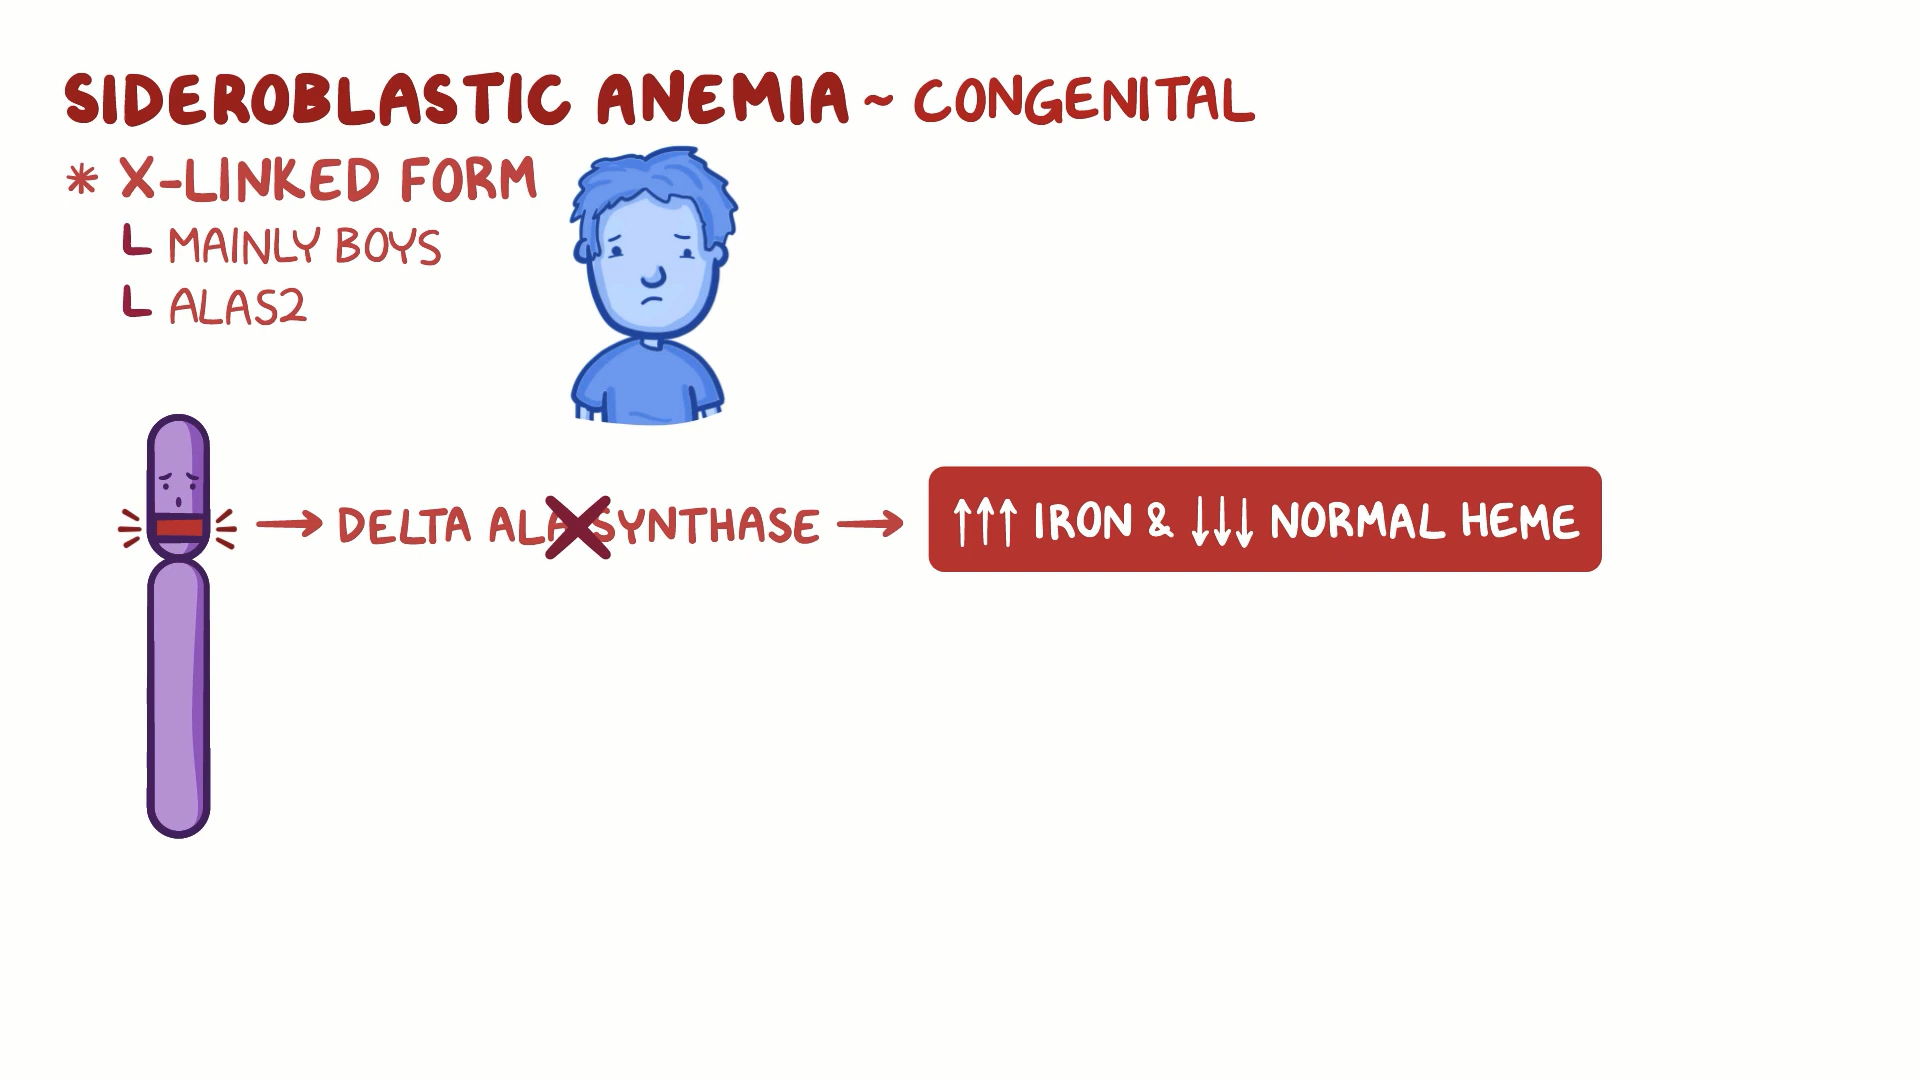 SIDEROBLASTIC ANEMIA ~ CONGENITAL
* X-LINKED FORM
MAINLY BOYS
ALAS2
→ DELTA ALA SYNTHASE → ↑↑↑ IRON & ↓↓↓ NORMAL HEME